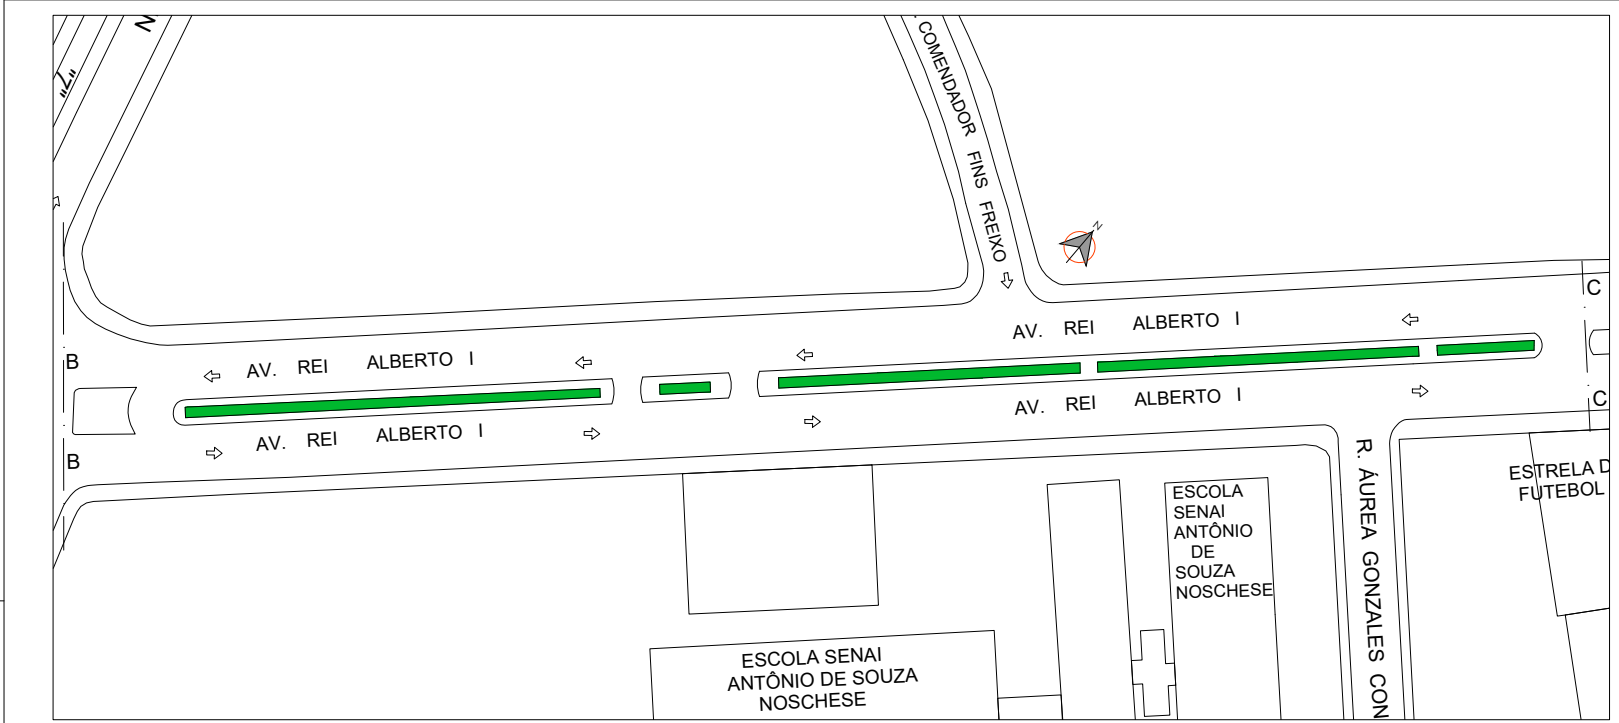 N
"7"
COMENDADOR FINS FREIXO
N
C
AV. REI ALBERTO I
B
AV. REI ALBERTO I
AV. REI ALBERTO I
C
AV. REI ALBERTO I
B
R. ÁUREA GONZALES CON
ESTRELA D
FUTEBOL
ESCOLA
SENAI
ANTÔNIO
DE
SOUZA
NOSCHESE
ESCOLA SENAI
ANTÔNIO DE SOUZA
NOSCHESE